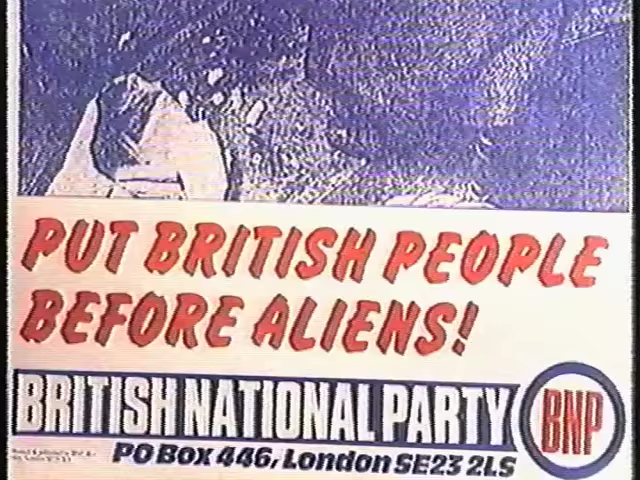 PUT BRITISH PEOPLE
BEFORE ALIENS!
BRITISH NATIONAL PARTY
BNP
PO BOX 446, London SE23 2LS